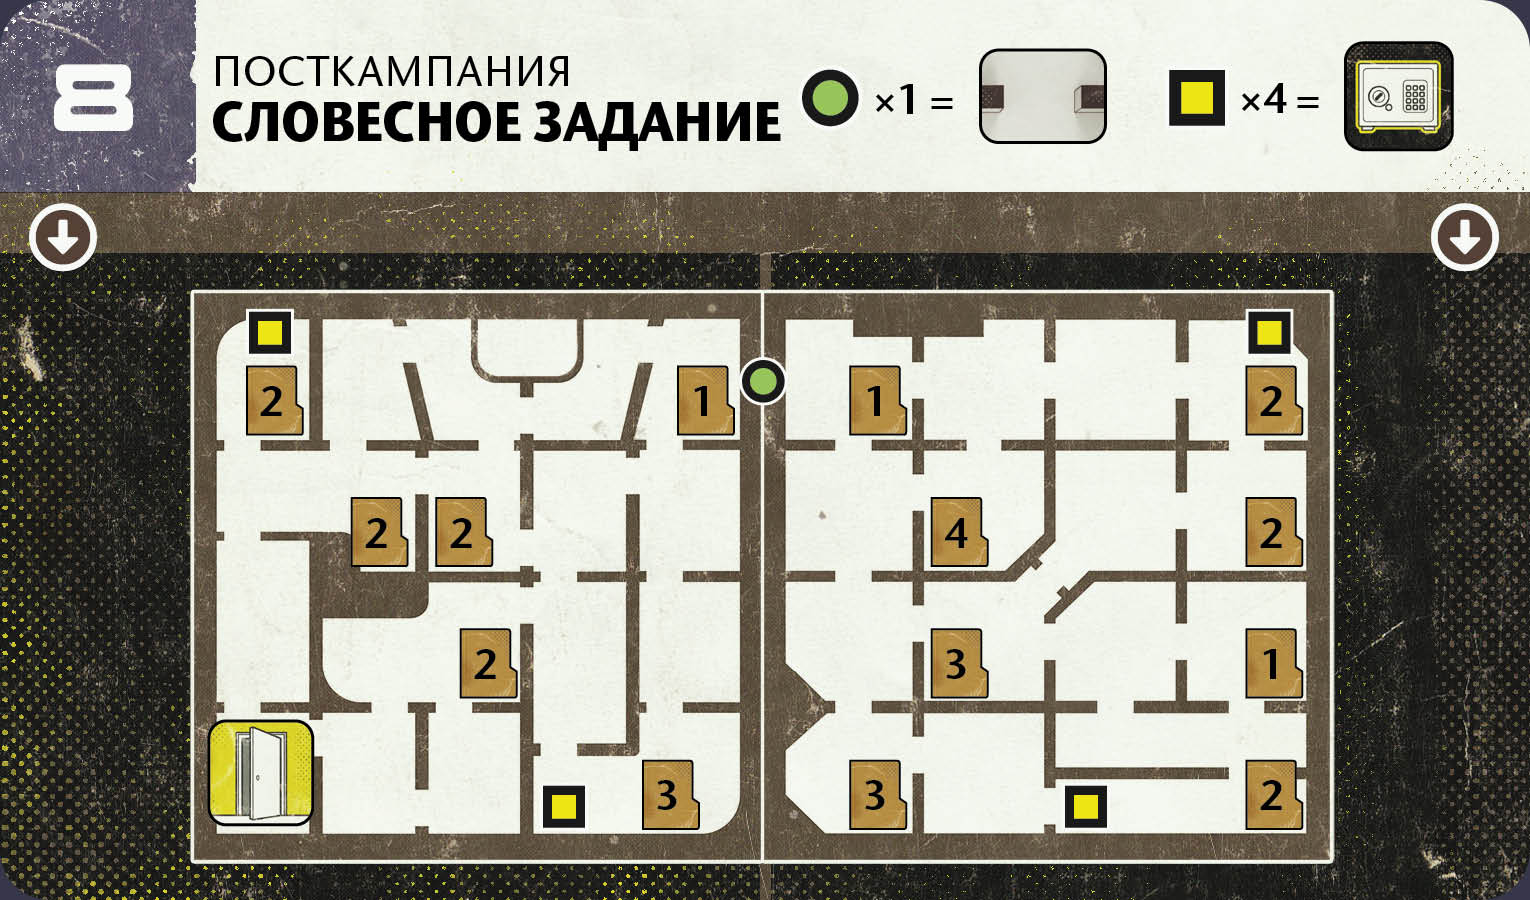 8
ПОСТКАМПАНИЯ
СЛОВЕСНОЕ ЗАДАНИЕ
×1 =
×4 =
2 1 1 2
2 2 4 2
2 3 1
3 3 2